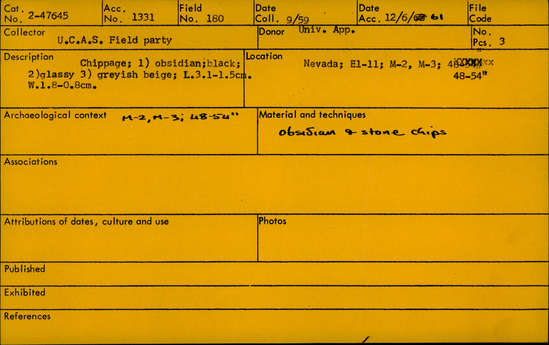 Cat. No. 2-47645 Acc. No. 1331 Field No. 180 Date Coll. 9/59 Date Acc. 12/6/61 File Code
Collector U.C.A.S. Field party Donor Univ. App. No. Pcs. 3
Description Chippage; 1) obsidian;black;
2)glassy 3) greyish beige; L.3.1-1.5cm.
W.1.8-0.8cm.
Location Nevada; E1-11; M-2, M-3;
48-54"
Archaeological context M-2, M-3; 48-54"
Material and techniques
obsidian & stone chips
Associations
Attributions of dates, culture and use
Photos
Published
Exhibited
References